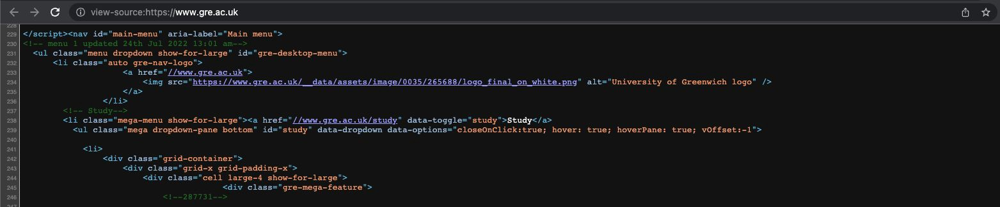 view-source:https://www.gre.ac.uk
228
229 </script><nav id="main-menu" aria-label="Main menu">
230 <!-- menu 1 updated 24th Jul 2022 13:01 am-->
231 <ul class="menu dropdown show-for-large" id="gre-desktop-menu">
232 <li class="auto gre-nav-logo">
233 <a href="//www.gre.ac.uk">
234 <img src="https://www.gre.ac.uk/__data/assets/image/0035/265688/logo_final_on_white.png" alt="University of Greenwich logo" />
235 </a>
236 </li>
237 <!-- Study-->
238 <li class="mega-menu show-for-large"><a href="//www.gre.ac.uk/study" data-toggle="study">Study</a>
239 <ul class="mega dropdown-pane bottom" id="study" data-dropdown data-options="closeOnClick:true; hover: true; hoverPane: true; vOffset:-1">
240
241 <li>
242 <div class="grid-container">
243 <div class="grid-x grid-padding-x">
244 <div class="cell large-4 show-for-large">
245 <div class="gre-mega-feature">
246 <!--287731-->
247